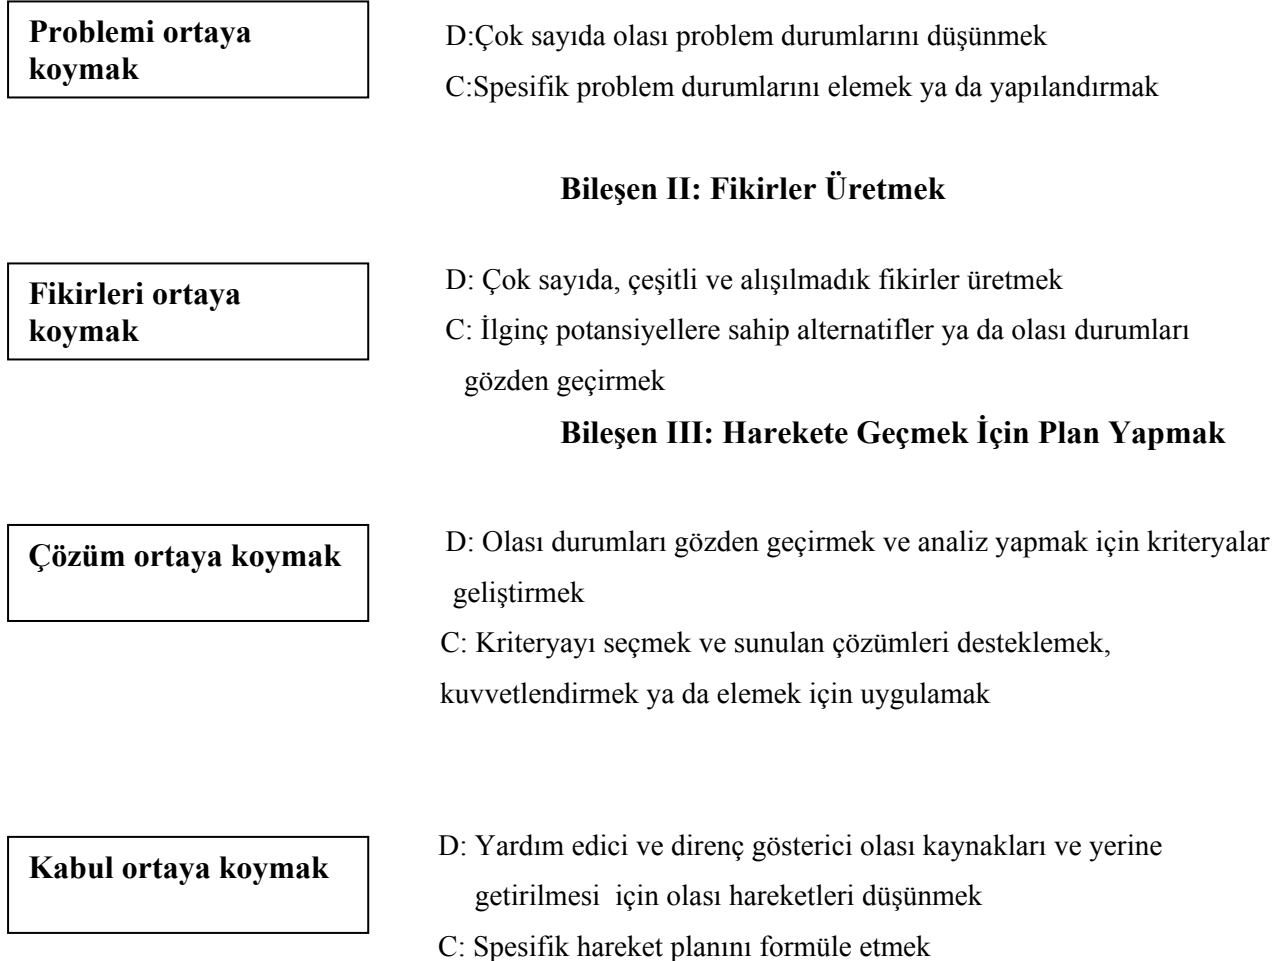 Problemi ortaya
koymak
D:Çok sayıda olası problem durumlarını düşünmek
C:Spesifik problem durumlarını elemek ya da yapılandırmak
Bileşen II: Fikirler Üretmek
Fikirleri ortaya
koymak
D: Çok sayıda, çeşitli ve alışılmadık fikirler üretmek
C: İlginç potansiyellere sahip alternatifler ya da olası durumları
gözden geçirmek
Bileşen III: Harekete Geçmek İçin Plan Yapmak
Çözüm ortaya koymak
D: Olası durumları gözden geçirmek ve analiz yapmak için kriteryalar
geliştirmek
C: Kriteryayı seçmek ve sunulan çözümleri desteklemek,
kuvvetlendirmek ya da elemek için uygulamak
Kabul ortaya koymak
D: Yardım edici ve direnç gösterici olası kaynakları ve yerine
getirilmesi için olası hareketleri düşünmek
C: Spesifik hareket planını formüle etmek